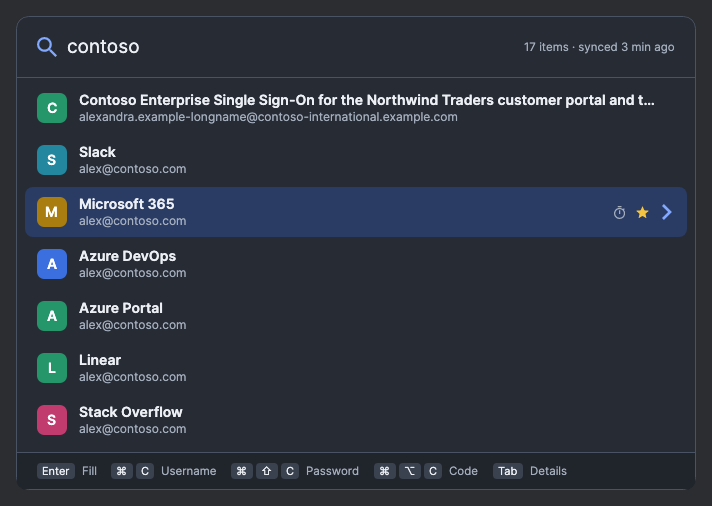 contoso 17 items · synced 3 min ago
C Contoso Enterprise Single Sign-On for the Northwind Traders customer portal and t...
alexandra.example-longname@contoso-international.example.com
S Slack
alex@contoso.com
M Microsoft 365
alex@contoso.com
A Azure DevOps
alex@contoso.com
A Azure Portal
alex@contoso.com
L Linear
alex@contoso.com
S Stack Overflow
alex@contoso.com
Enter Fill ⌘ C Username ⌘ ⇧ C Password ⌘ ⌥ C Code Tab Details